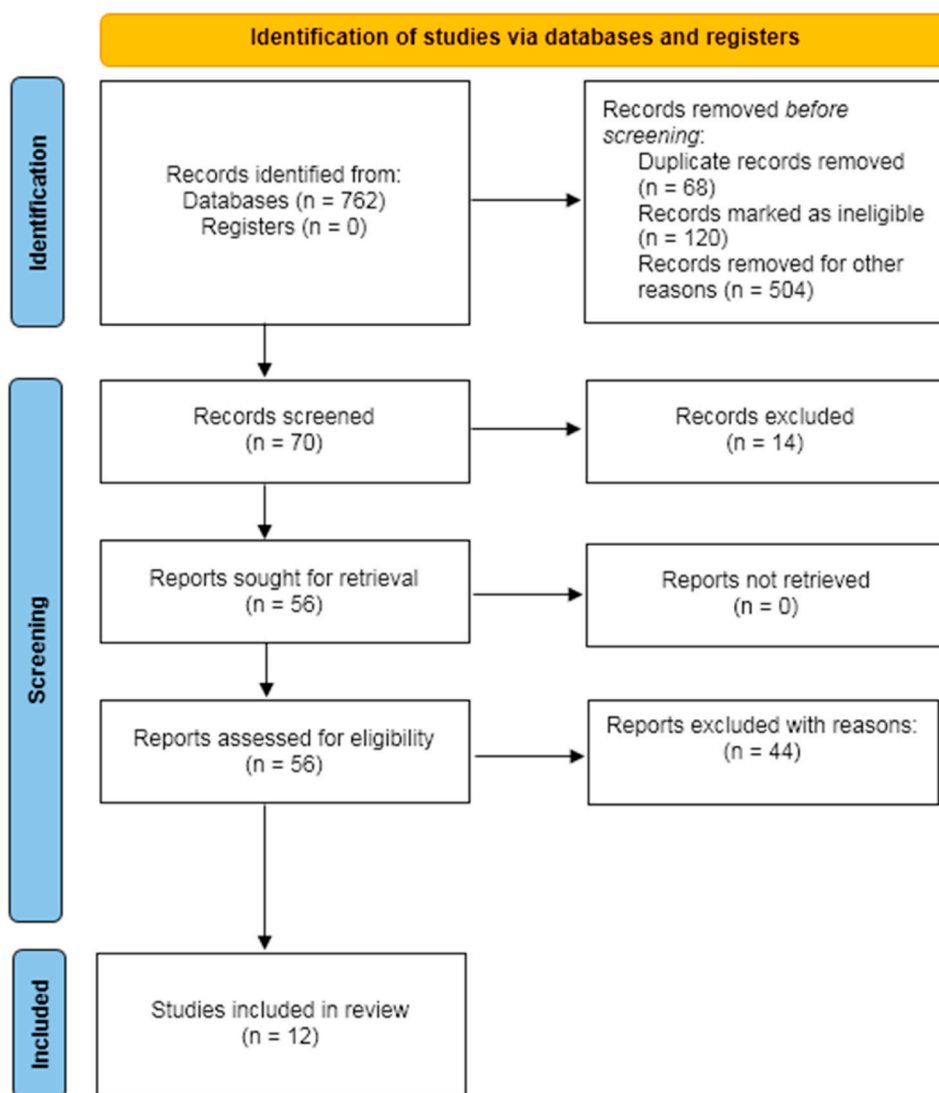 Identification of studies via databases and registers
Identification
Records identified from:
Databases (n = 762)
Registers (n = 0)
Records removed before
screening:
Duplicate records removed
(n = 68)
Records marked as ineligible
(n = 120)
Records removed for other
reasons (n = 504)
Screening
Records screened
(n = 70)
Records excluded
(n = 14)
Reports sought for retrieval
(n = 56)
Reports not retrieved
(n = 0)
Reports assessed for eligibility
(n = 56)
Reports excluded with reasons:
(n = 44)
Included
Studies included in review
(n = 12)